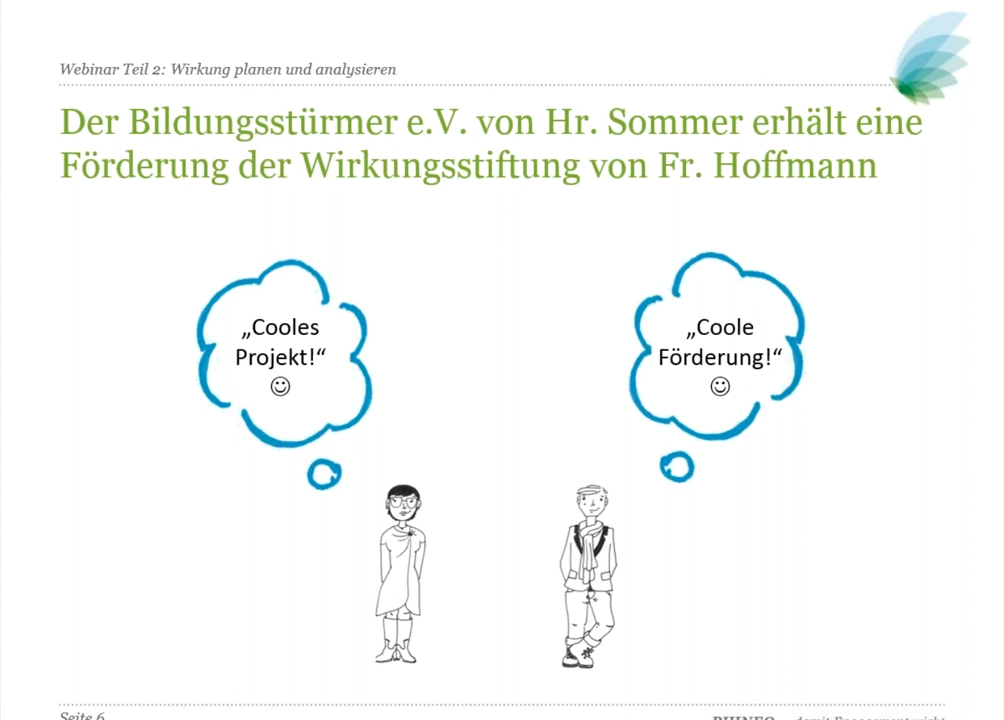 Webinar Teil 2: Wirkung planen und analysieren
Der Bildungsstürmer e.V. von Hr. Sommer erhält eine
Förderung der Wirkungsstiftung von Fr. Hoffmann
„Cooles
Projekt!“
„Coole
Förderung!“
Seite 6